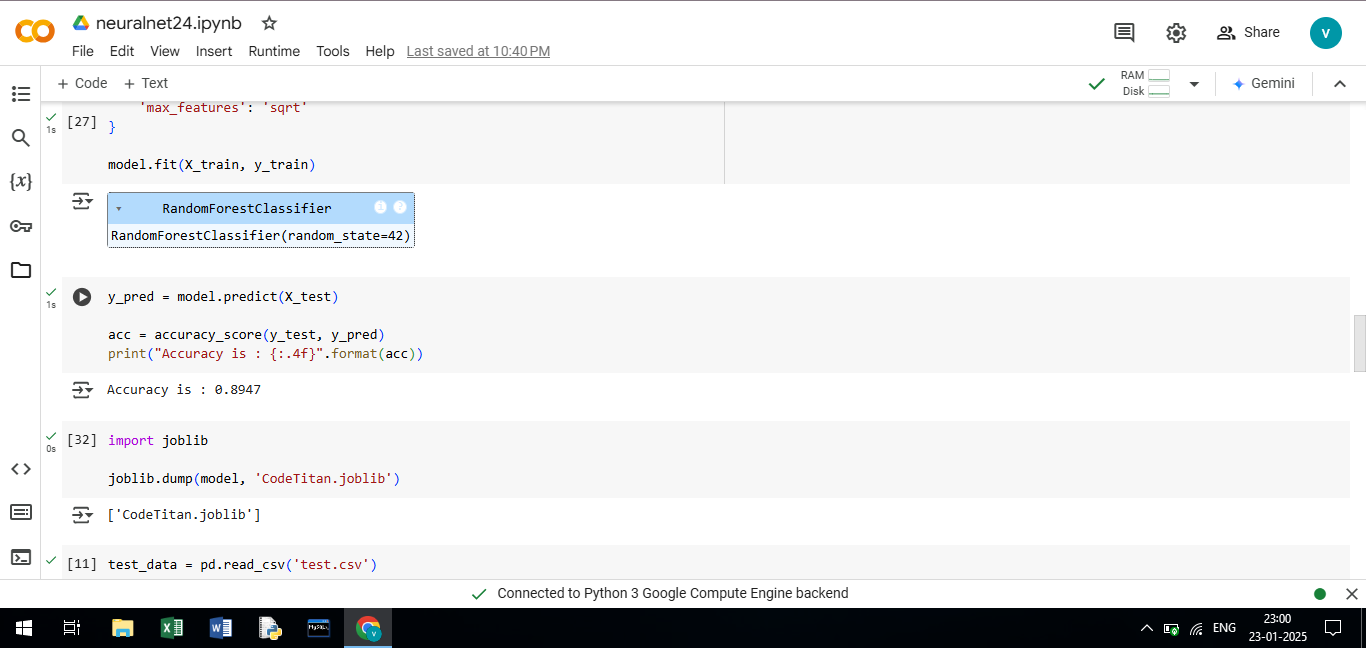 neuralnet24.ipynb
File Edit View Insert Runtime Tools Help Last saved at 10:40 PM
Share
V
+ Code + Text
RAM
Disk
Gemini
'max_features': 'sqrt'
1s
[27] }
model.fit(X_train, y_train)
RandomForestClassifier i ?
RandomForestClassifier(random_state=42)
1s
y_pred = model.predict(X_test)
acc = accuracy_score(y_test, y_pred)
print("Accuracy is : {:.4f}".format(acc))
Accuracy is : 0.8947
0s
[32] import joblib
joblib.dump(model, 'CodeTitan.joblib')
['CodeTitan.joblib']
[11] test_data = pd.read_csv('test.csv')
{x}
Connected to Python 3 Google Compute Engine backend
ENG
23:00
23-01-2025